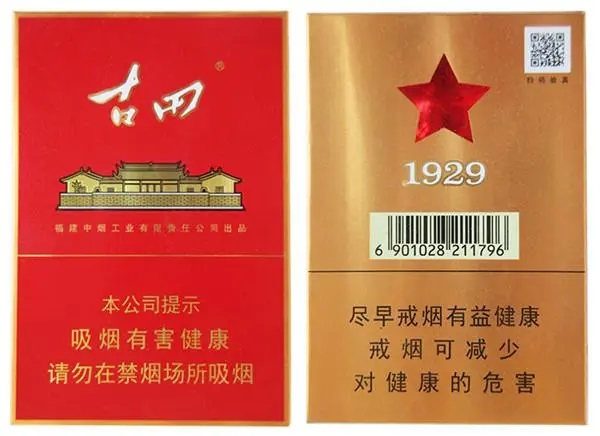 古田®
福建中烟工业有限责任公司出品
本公司提示
吸烟有害健康
请勿在禁烟场所吸烟
扫码验真
1929
6 901028 211796
尽早戒烟有益健康
戒烟可减少
对健康的危害